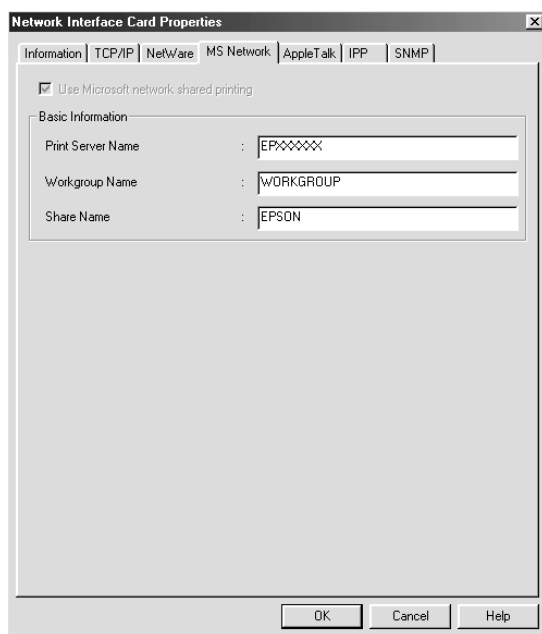 Network Interface Card Properties
Information TCP/IP NetWare MS Network AppleTalk IPP SNMP
Use Microsoft network shared printing
Basic Information
Print Server Name : EPXXXXXX
Workgroup Name : WORKGROUP
Share Name : EPSON
OK Cancel Help